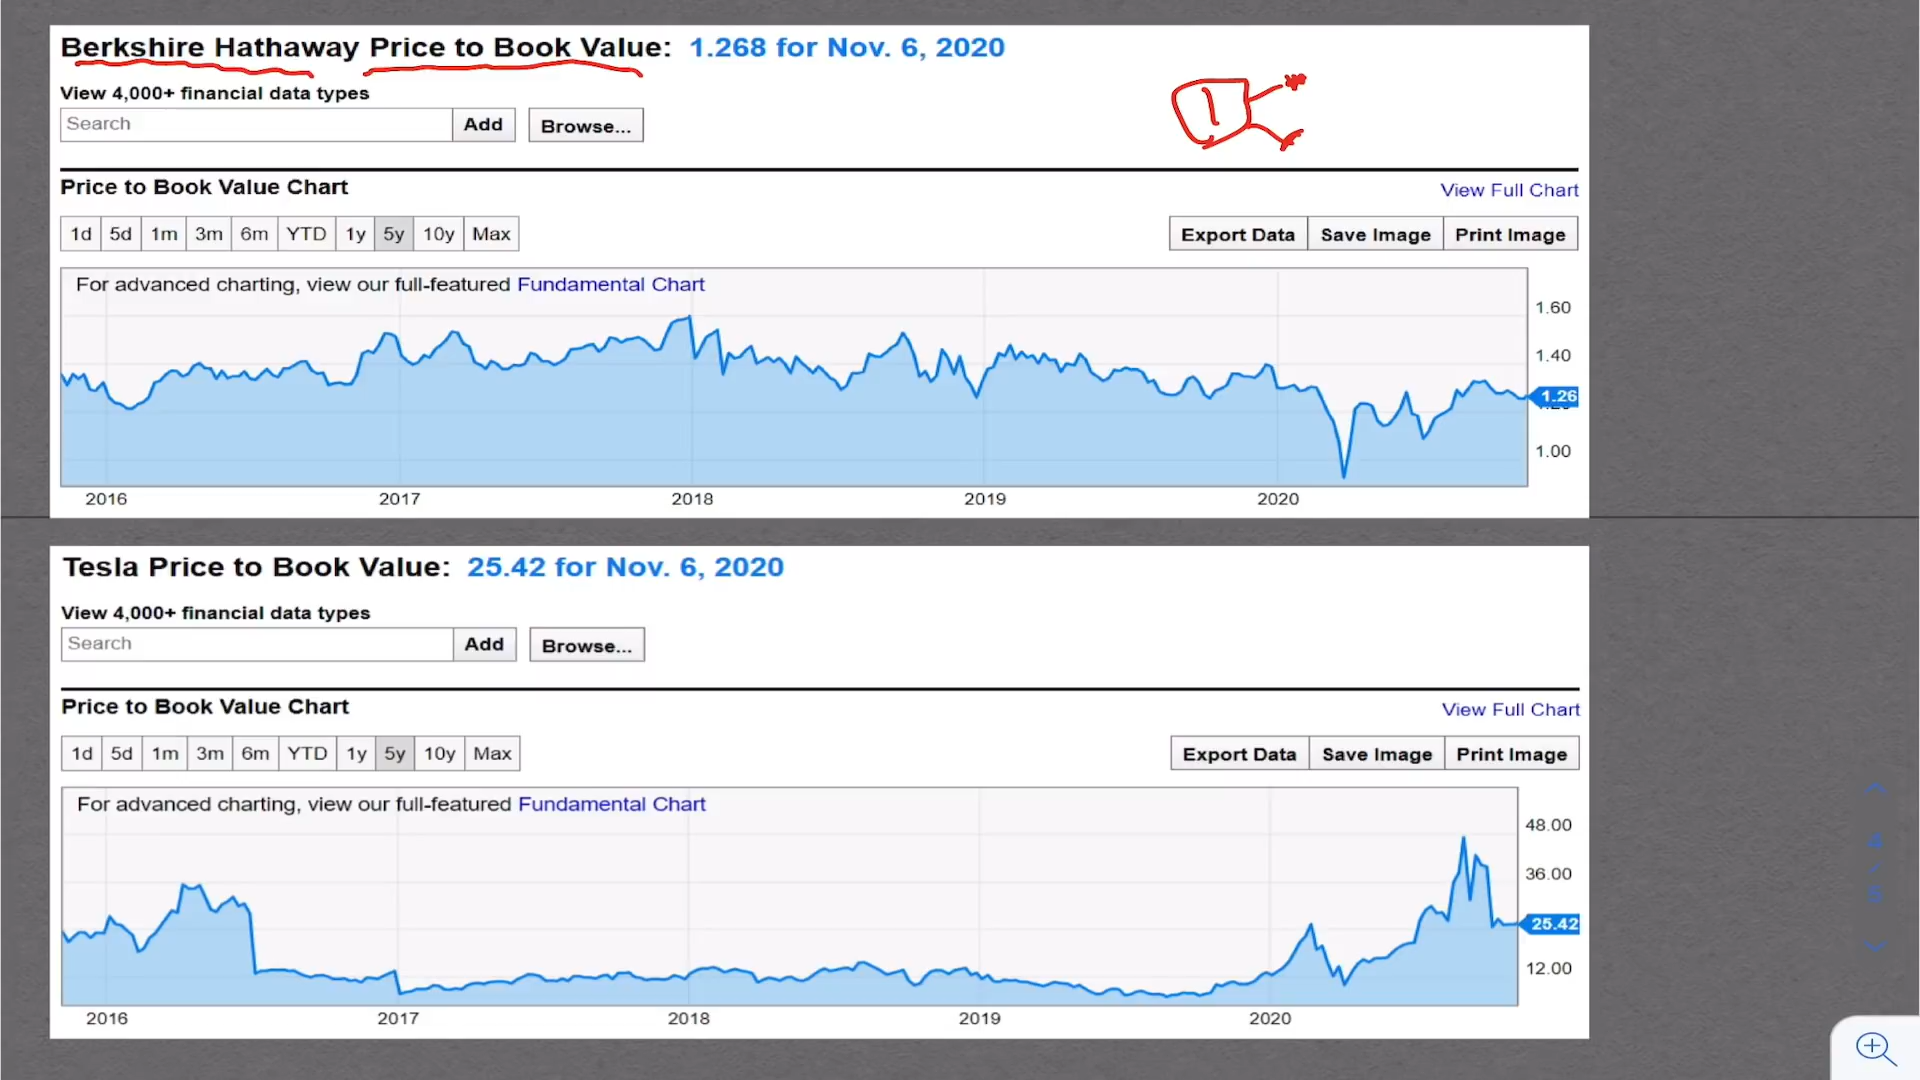 Berkshire Hathaway Price to Book Value: 1.268 for Nov. 6, 2020
View 4,000+ financial data types
Search Add Browse...
1
Price to Book Value Chart View Full Chart
1d 5d 1m 3m 6m YTD 1y 5y 10y Max Export Data Save Image Print Image
For advanced charting, view our full-featured Fundamental Chart
1.60
1.40
1.26
1.00
2016 2017 2018 2019 2020
Tesla Price to Book Value: 25.42 for Nov. 6, 2020
View 4,000+ financial data types
Search Add Browse...
Price to Book Value Chart View Full Chart
1d 5d 1m 3m 6m YTD 1y 5y 10y Max Export Data Save Image Print Image
For advanced charting, view our full-featured Fundamental Chart
48.00
36.00
25.42
12.00
2016 2017 2018 2019 2020